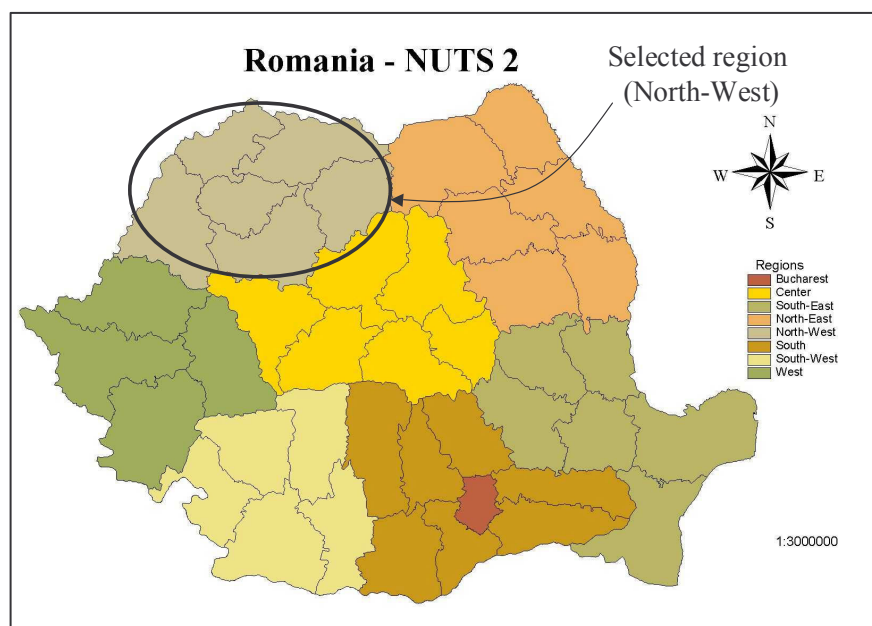 Romania - NUTS 2
Selected region
(North-West)
N
W
E
S
Regions
Bucharest
Center
South-East
North-East
North-West
South
South-West
West
1:3000000